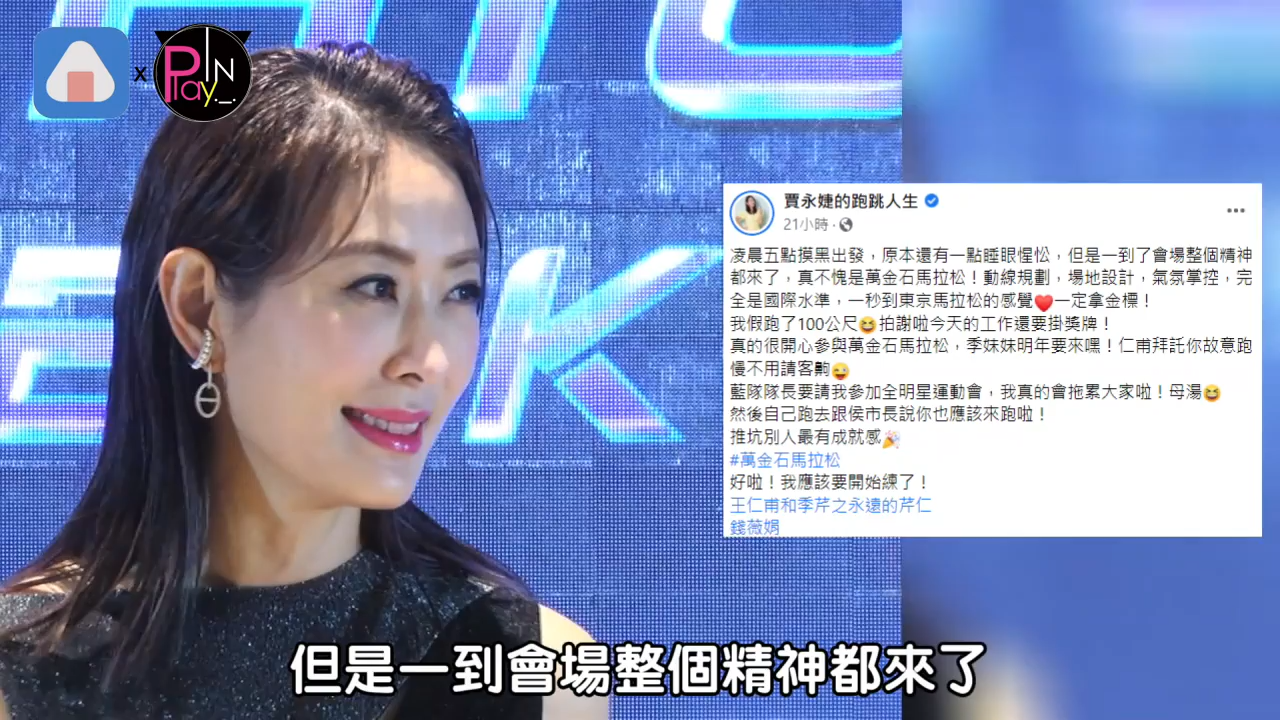 x
Play IN
賈永婕的跑跳人生
21小時
凌晨五點摸黑出發，原本還有一點睡眼惺忪，但是一到了會場整個精神
都來了，真不愧是萬金石馬拉松！動線規劃，場地設計，氣氛掌控，完
全是國際水準，一秒到東京馬拉松的感覺❤️一定拿金標！
我假跑了100公尺😆拍謝啦今天的工作還要掛獎牌！
真的很開心參與萬金石馬拉松，季妹妹明年要來嘿！仁甫拜託你故意跑
慢不用請客齁😜
藍隊隊長要請我參加全明星運動會，我真的會拖累大家啦！母湯😆
然後自己跑去跟侯市長說你也應該來跑啦！
推坑別人最有成就感🎉
#萬金石馬拉松
好啦！我應該要開始練了！
王仁甫和季芹之永遠的芹仁
錢薇娟
但是一到會場整個精神都來了